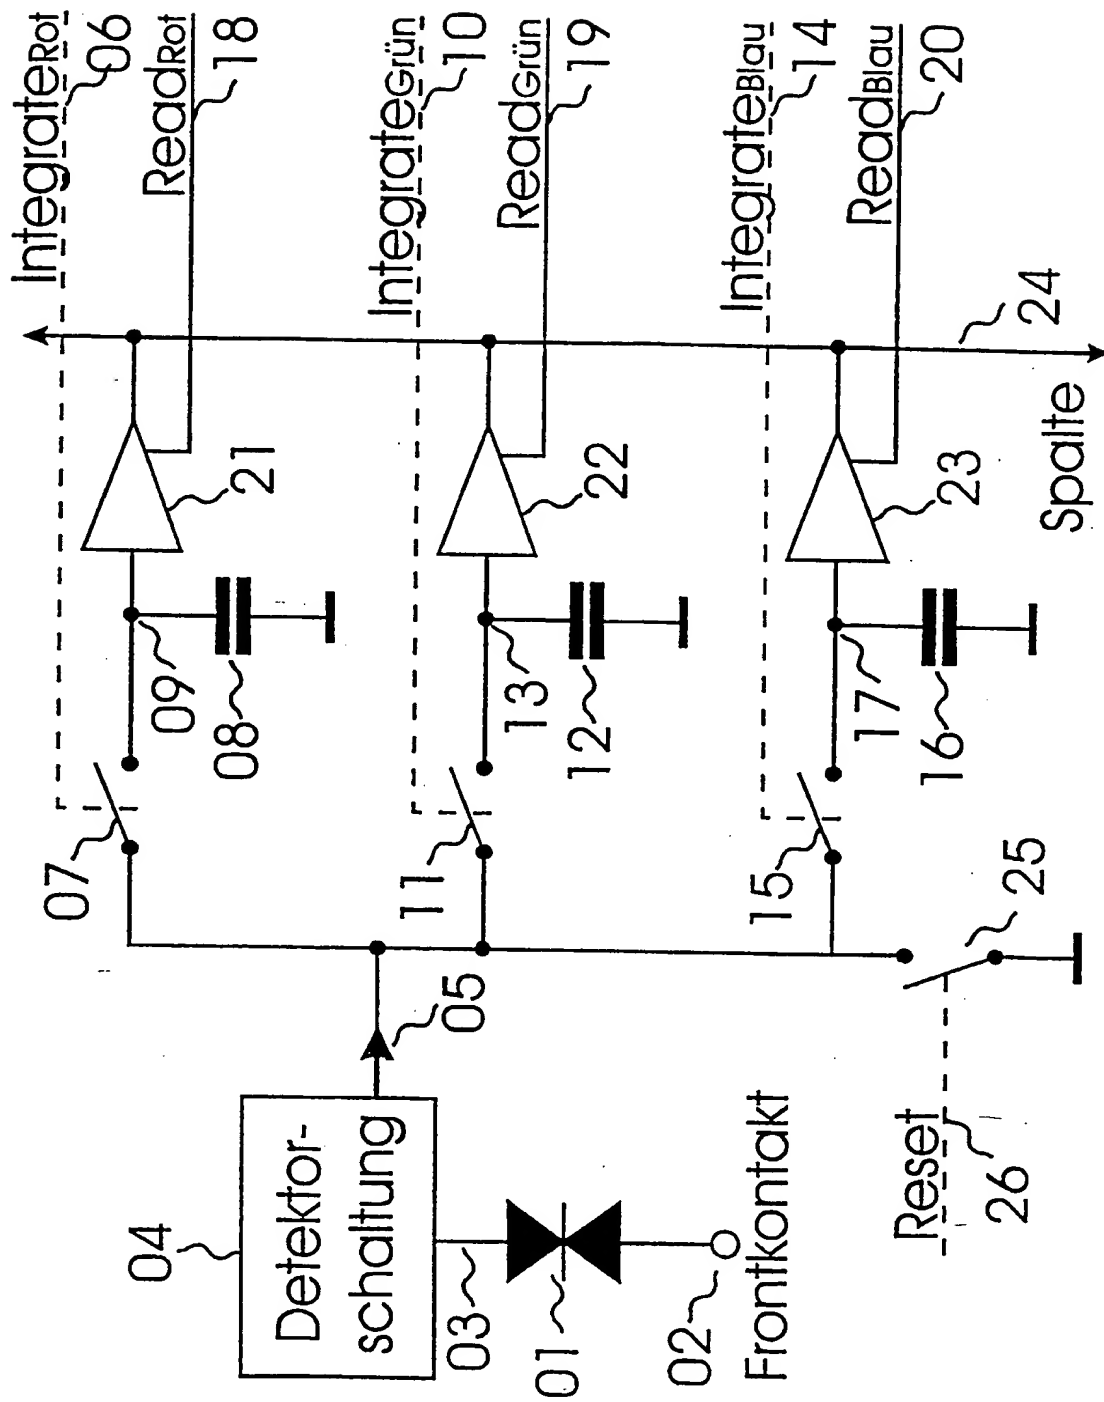 IntegrateRot
06
ReadRot
18
07
09
08
21
IntegrateGrün
10
ReadGrün
19
11
13
12
22
IntegrateBlau
14
ReadBlau
20
15
17
16
23
24
Spalte
04
Detektor-
schaltung
05
03
01
02
Frontkontakt
Reset
26
25